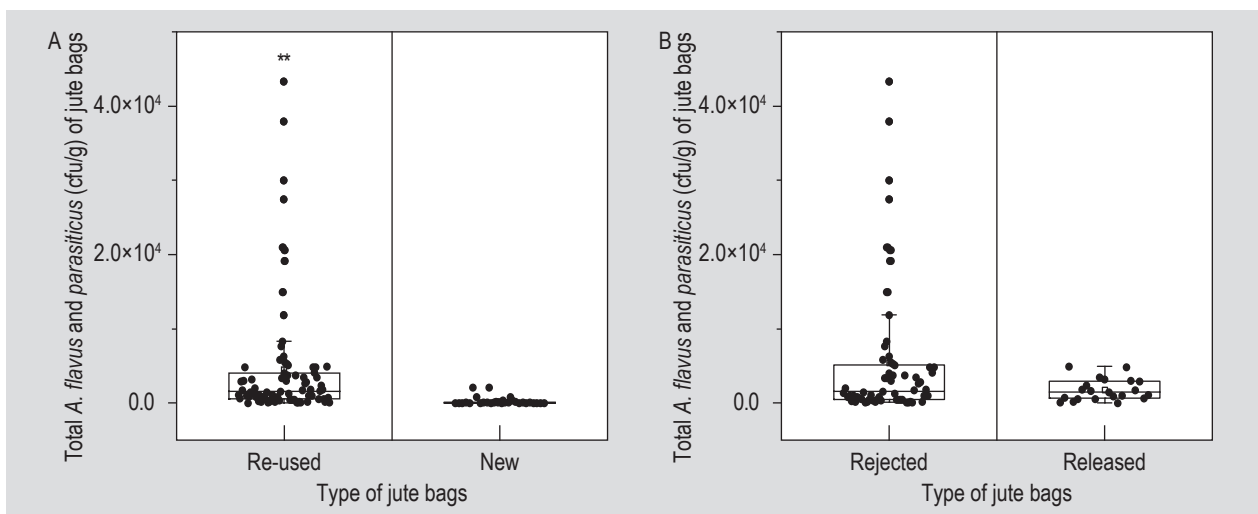 A
Total A. flavus and parasiticus (cfu/g) of jute bags
**
4.0×10⁴
2.0×10⁴
0.0
Re-used New
Type of jute bags
B
Total A. flavus and parasiticus (cfu/g) of jute bags
4.0×10⁴
2.0×10⁴
0.0
Rejected Released
Type of jute bags